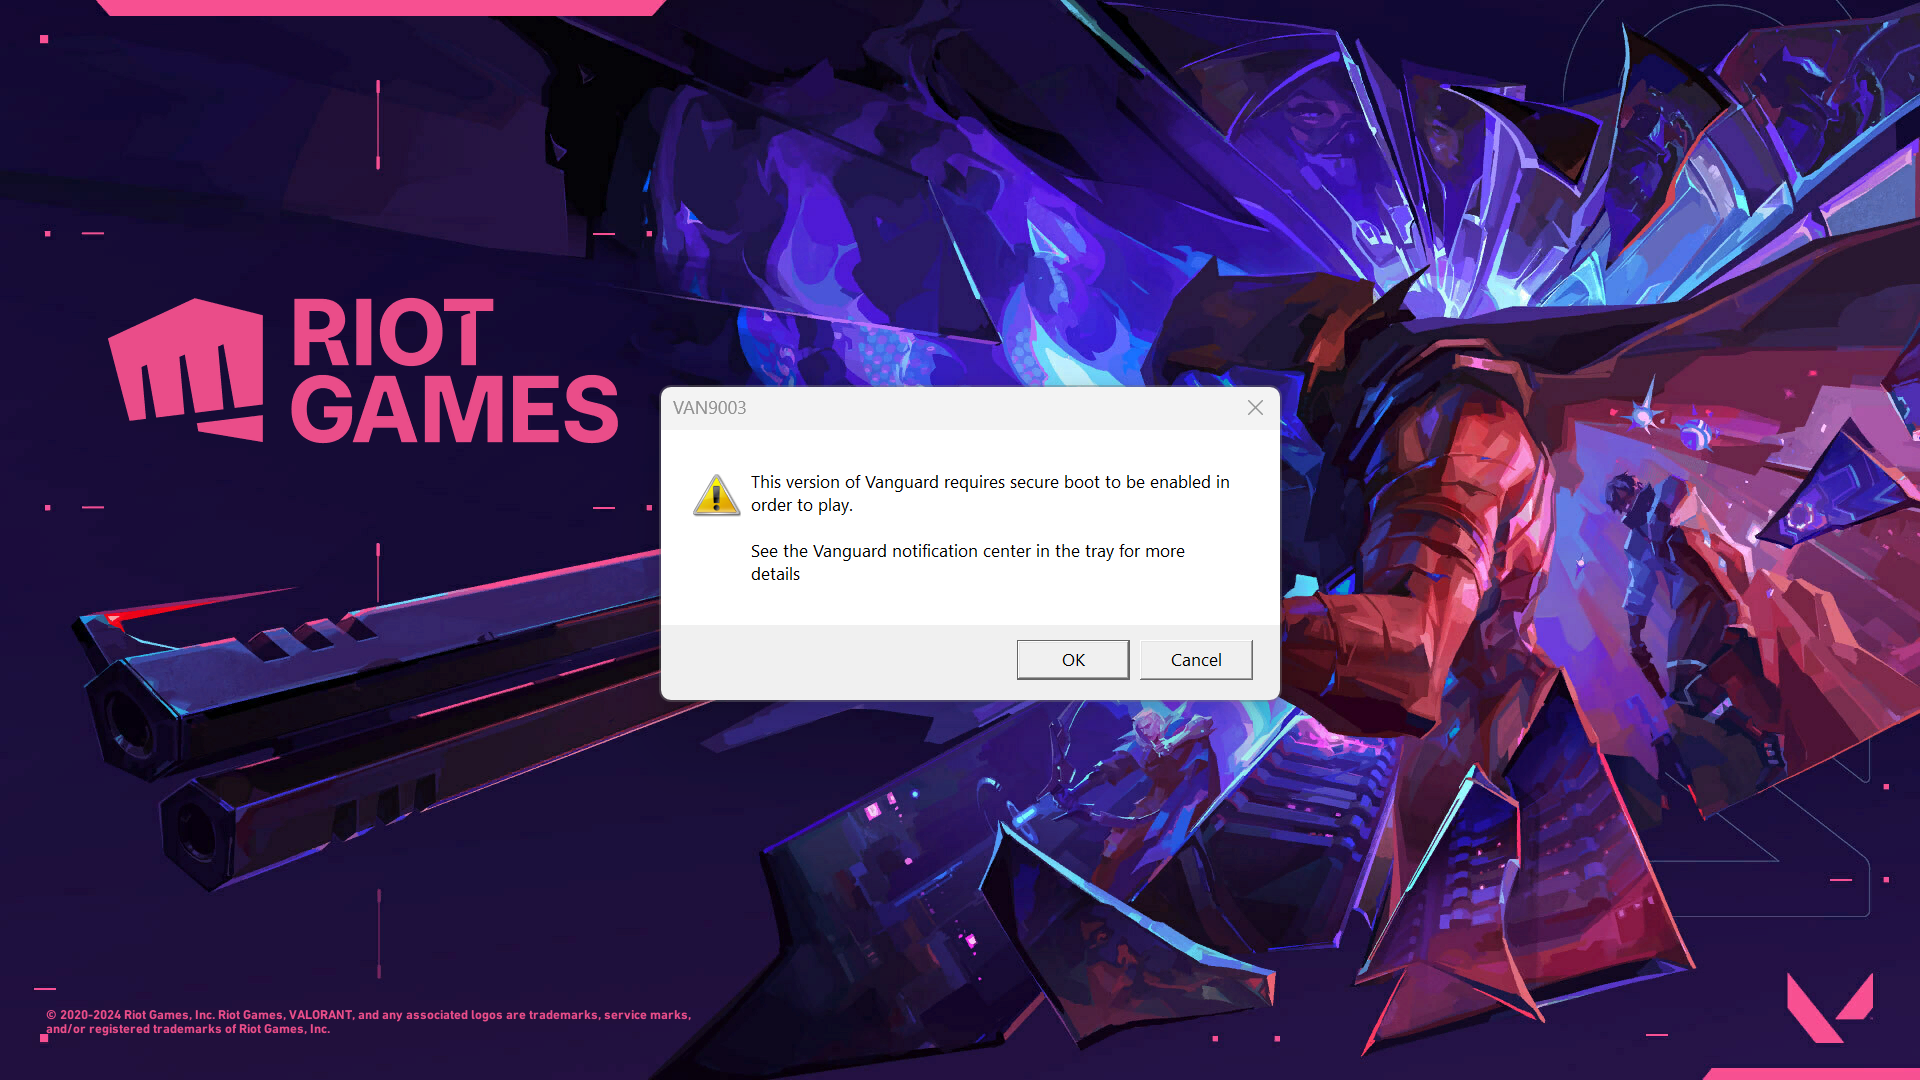 RIOT
GAMES
VAN9003
This version of Vanguard requires secure boot to be enabled in
order to play.
See the Vanguard notification center in the tray for more
details
OK
Cancel
© 2020-2024 Riot Games, Inc. Riot Games, VALORANT, and any associated logos are trademarks, service marks,
and/or registered trademarks of Riot Games, Inc.